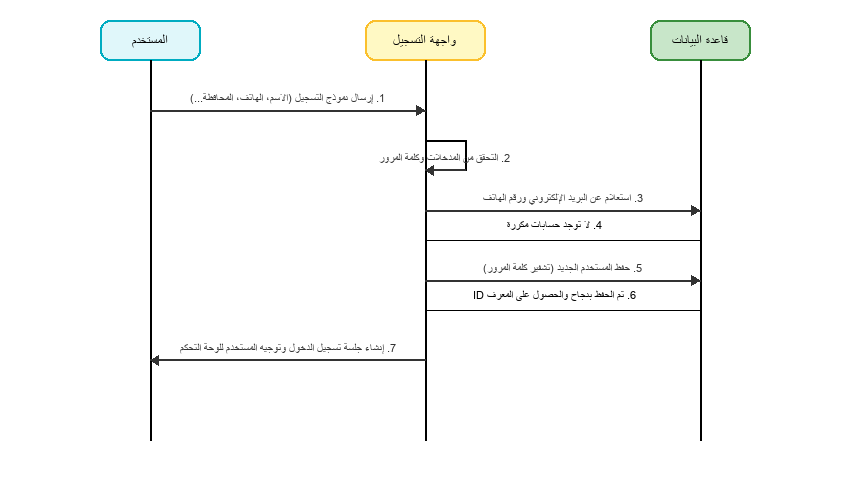 المستخدم
واجهة التسجيل
قاعدة البيانات
1. إرسال نموذج التسجيل (الاسم، الهاتف، المحافظة...)
2. التحقق من المدخلات وكلمة المرور
3. استعلام عن البريد الإلكتروني ورقم الهاتف
4. لا توجد حسابات مكررة
5. حفظ المستخدم الجديد (تشفير كلمة المرور)
6. تم الحفظ بنجاح والحصول على المعرف ID
7. إنشاء جلسة تسجيل الدخول وتوجيه المستخدم للوحة التحكم